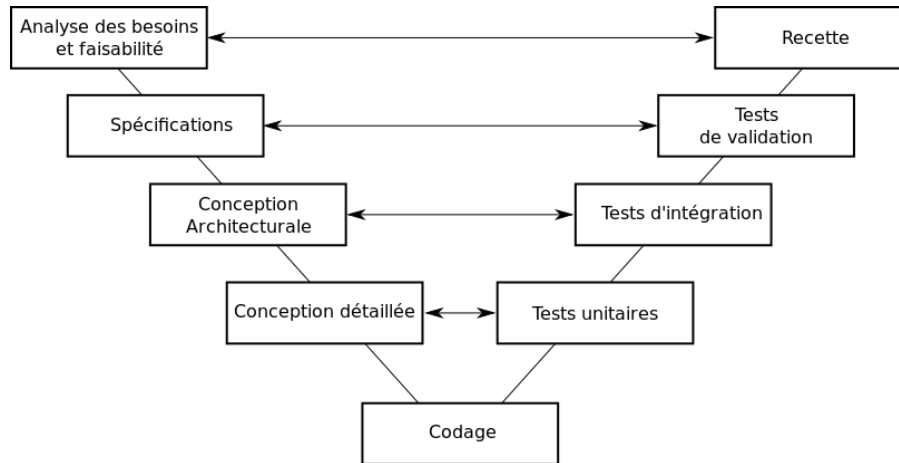 Analyse des besoins
et faisabilité
Recette
Spécifications
Tests
de validation
Conception
Architecturale
Tests d'intégration
Conception détaillée
Tests unitaires
Codage